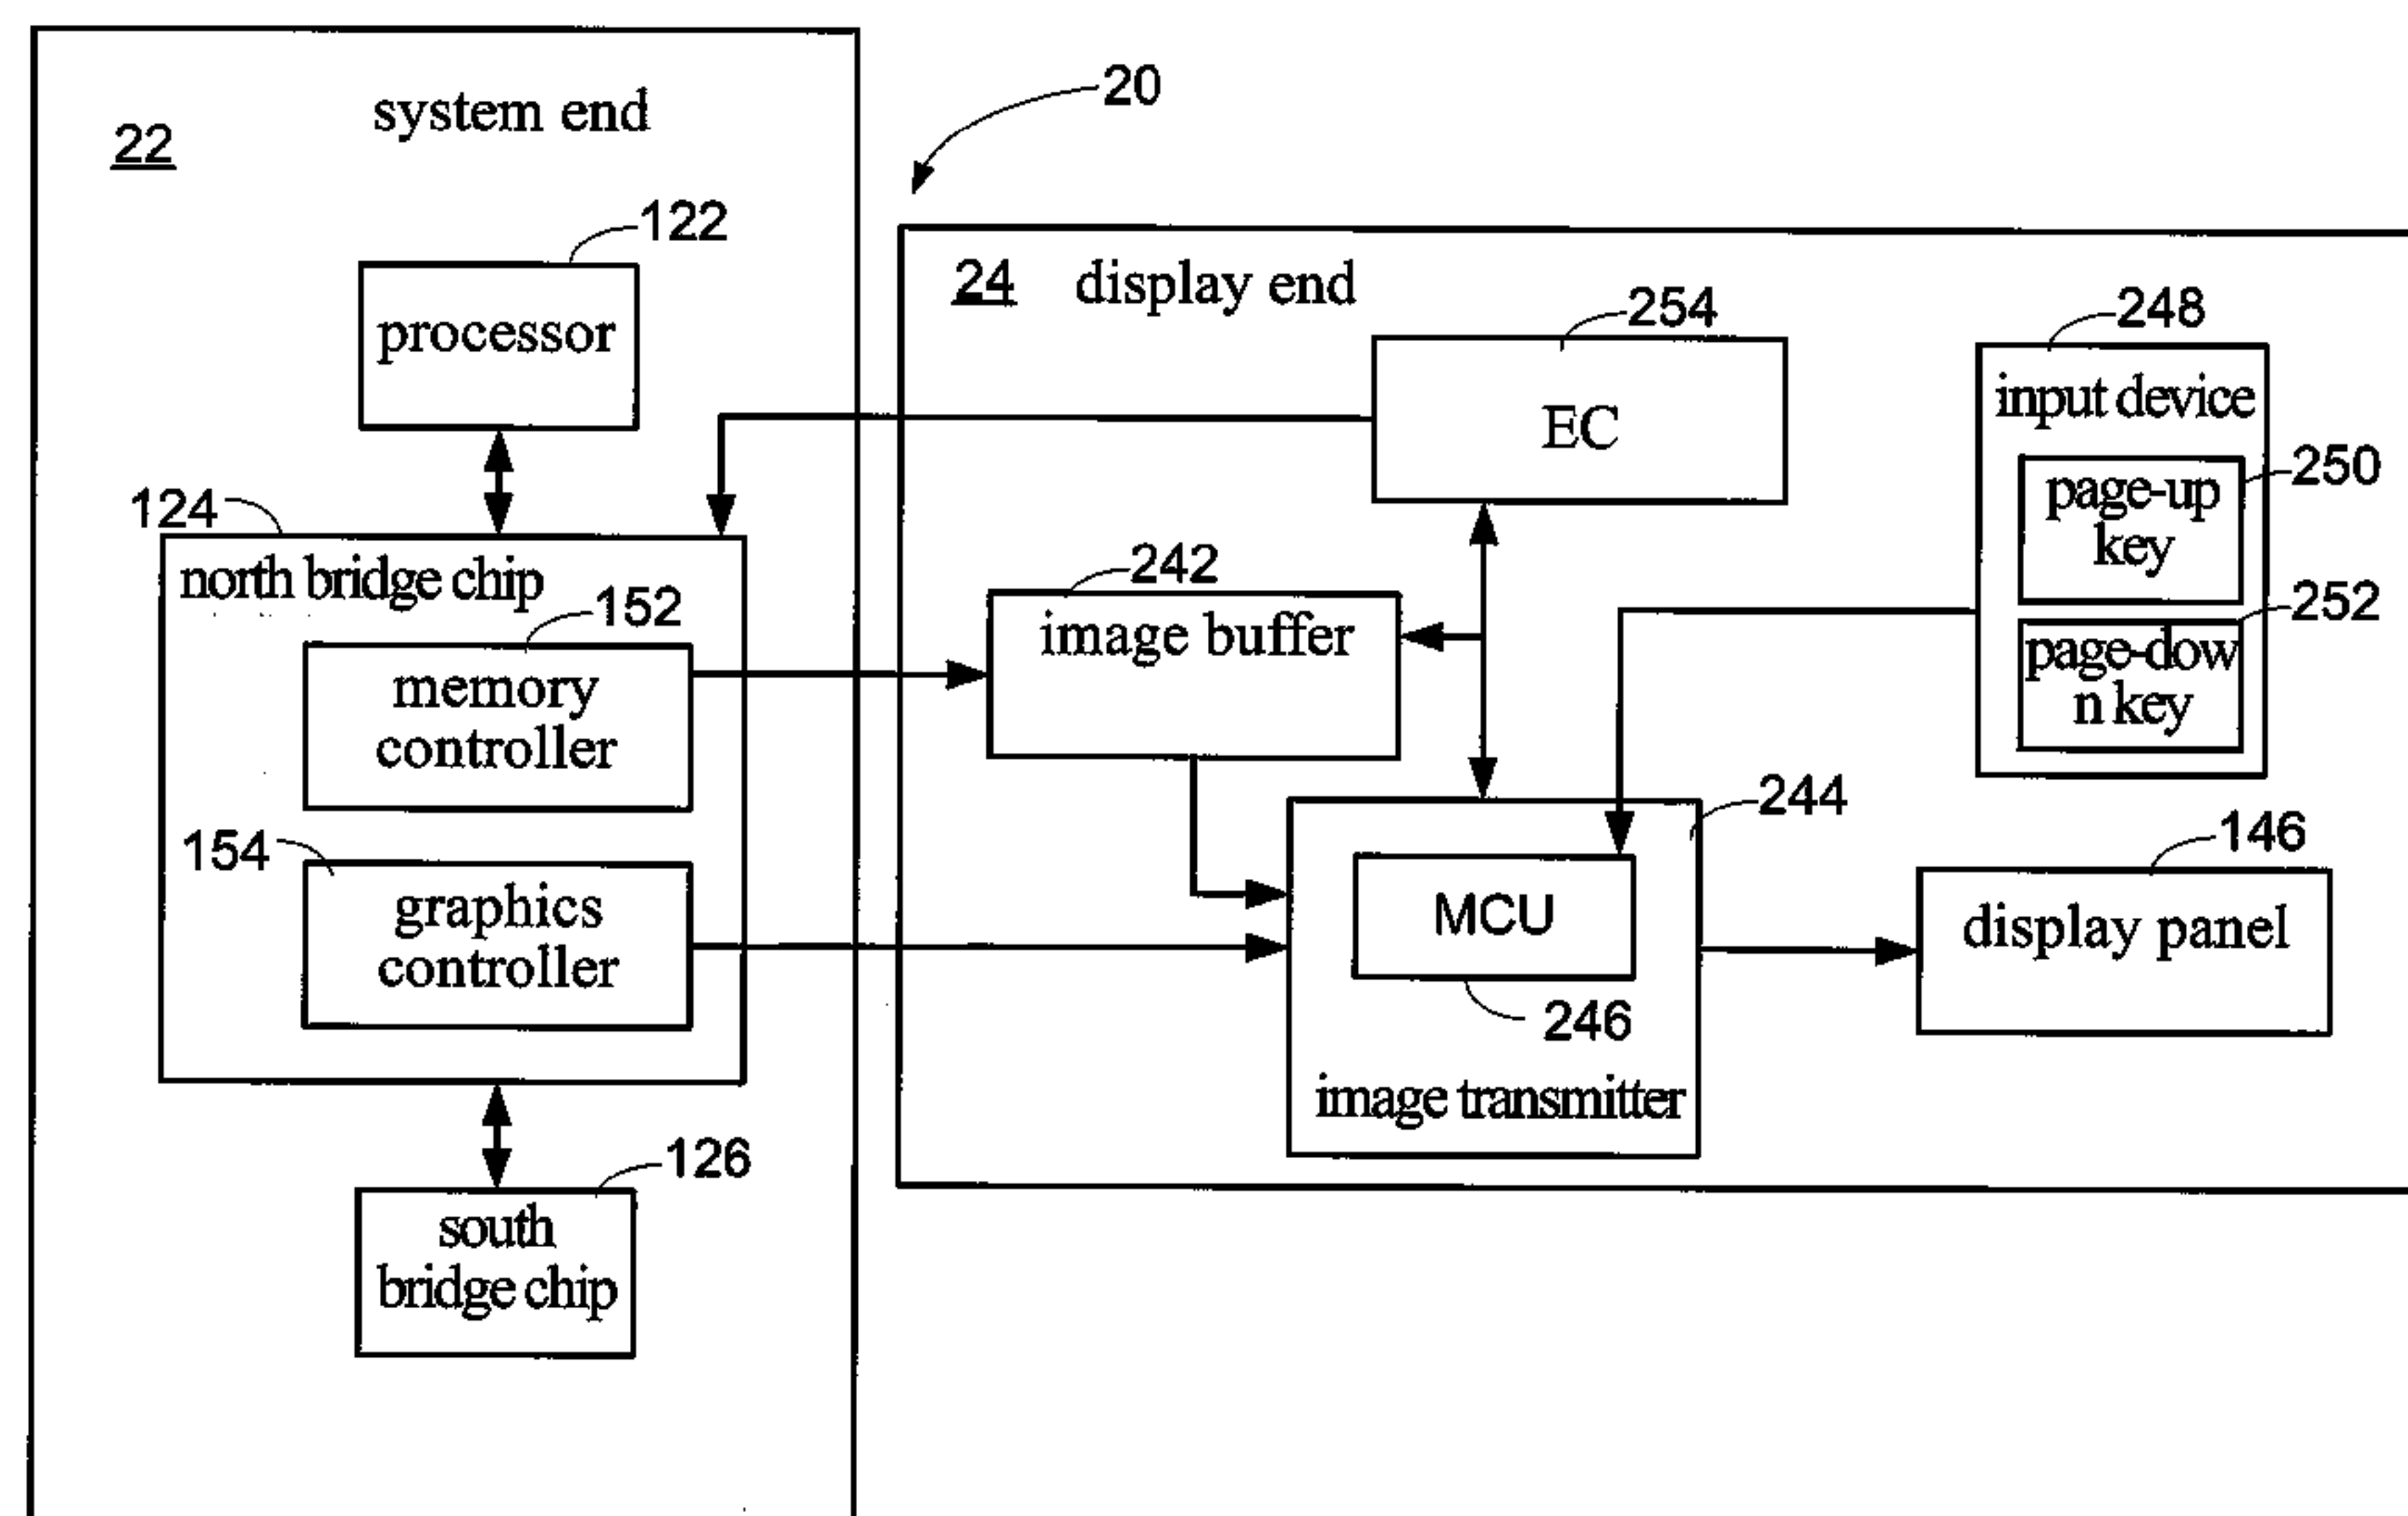 system end
22
20
122
processor
24 display end
254
EC
248
input device
250
page-up
key
252
page-dow
n key
124
north bridge chip
152
memory
controller
242
image buffer
154
graphics
controller
244
MCU
246
image transmitter
146
display panel
126
south
bridge chip